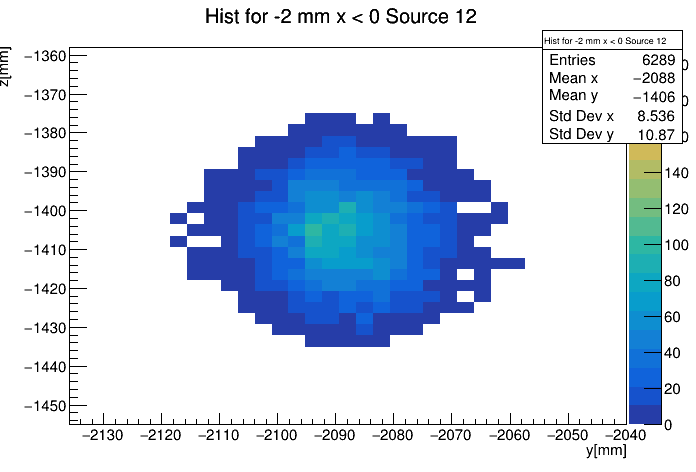 Hist for -2 mm x < 0 Source 12
Hist for -2 mm x < 0 Source 12
Entries 6289
Mean x −2088
Mean y −1406
Std Dev x 8.536
Std Dev y 10.87
z[mm]
−1360
−1370
−1380
−1390
−1400
−1410
−1420
−1430
−1440
−1450
−2130 −2120 −2110 −2100 −2090 −2080 −2070 −2060 −2050 −2040
y[mm]
140
120
100
80
60
40
20
0